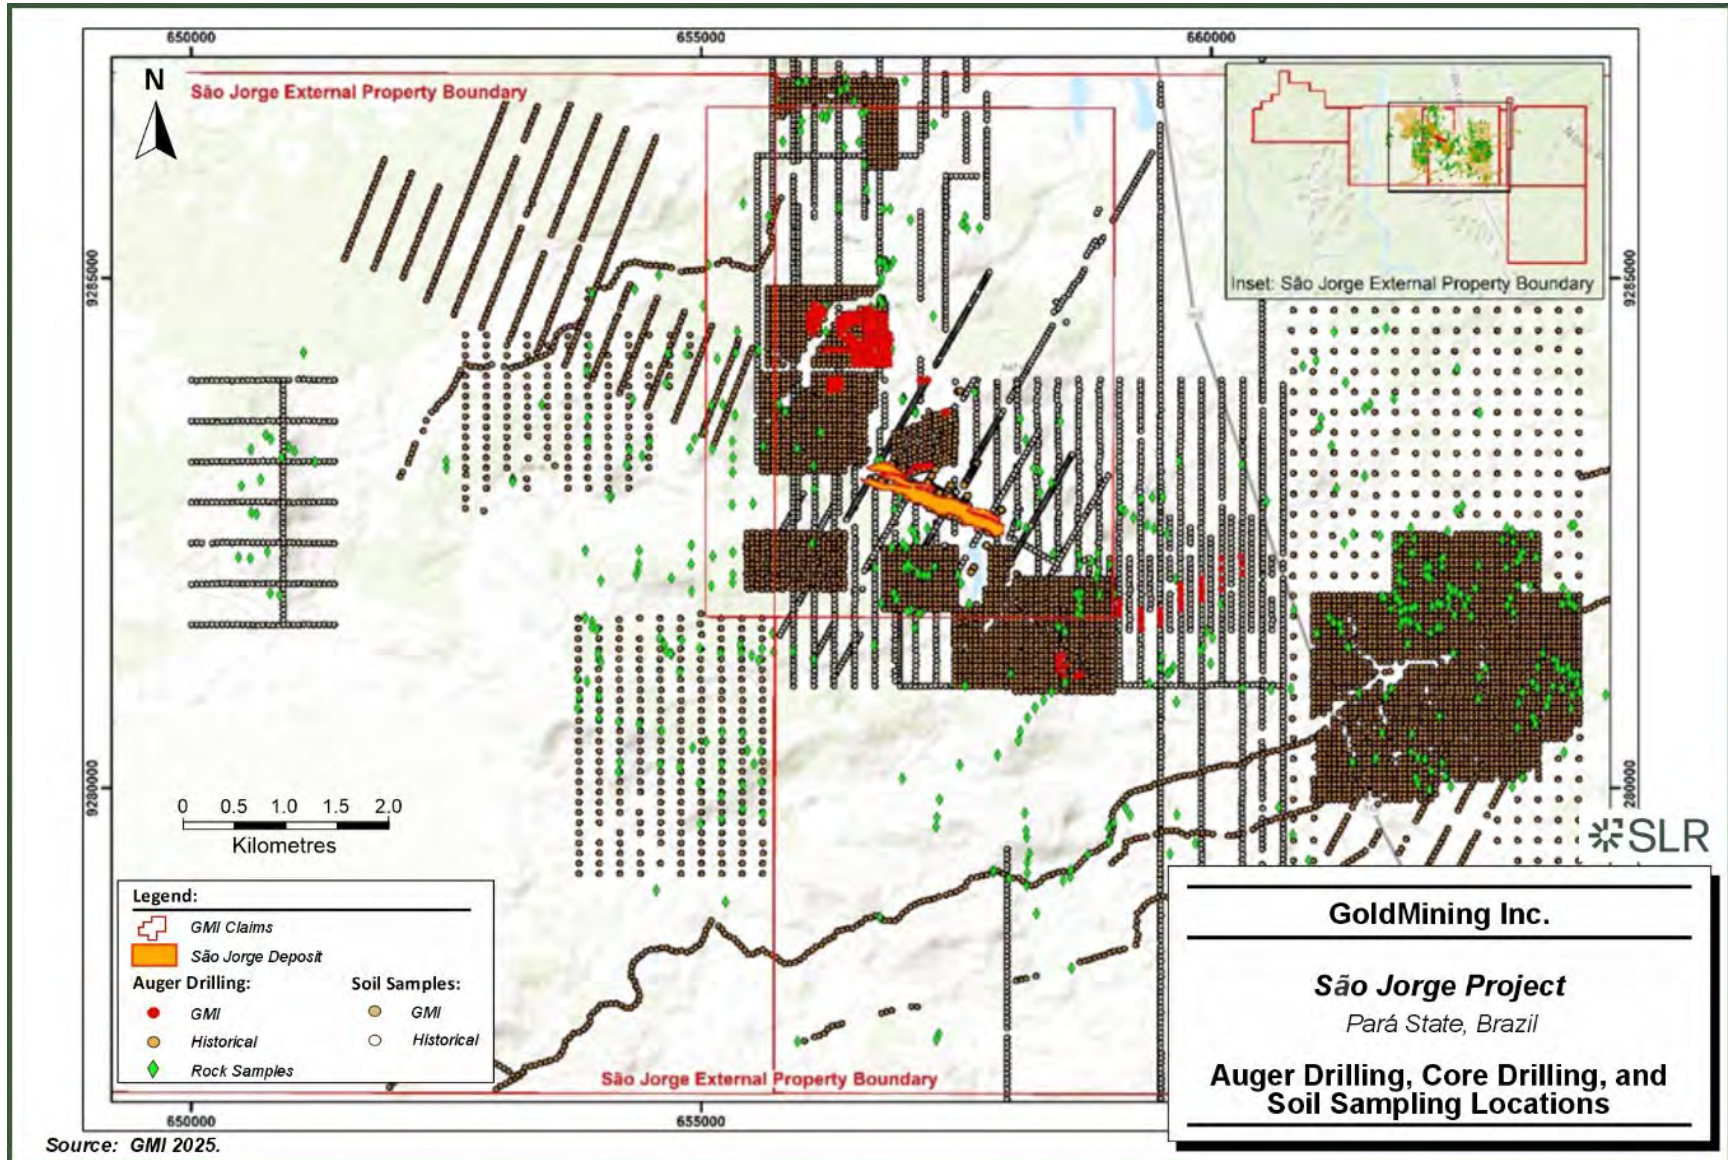 650000
655000
660000
N
São Jorge External Property Boundary
Inset: São Jorge External Property Boundary
9285000
9285000
9280000
280000
0 0.5 1.0 1.5 2.0
Kilometres
SLR
Legend:
GMI Claims
São Jorge Deposit
Auger Drilling:
Soil Samples:
GMI
GMI
Historical
Historical
Rock Samples
São Jorge External Property Boundary
GoldMining Inc.
São Jorge Project
Pará State, Brazil
Auger Drilling, Core Drilling, and
Soil Sampling Locations
650000
655000
Source: GMI 2025.